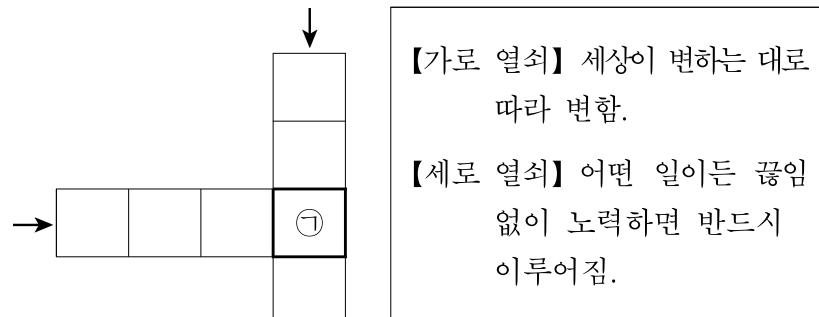 ㉠
【가로 열쇠】 세상이 변하는 대로
따라 변함.
【세로 열쇠】 어떤 일이든 끊임
없이 노력하면 반드시
이루어짐.